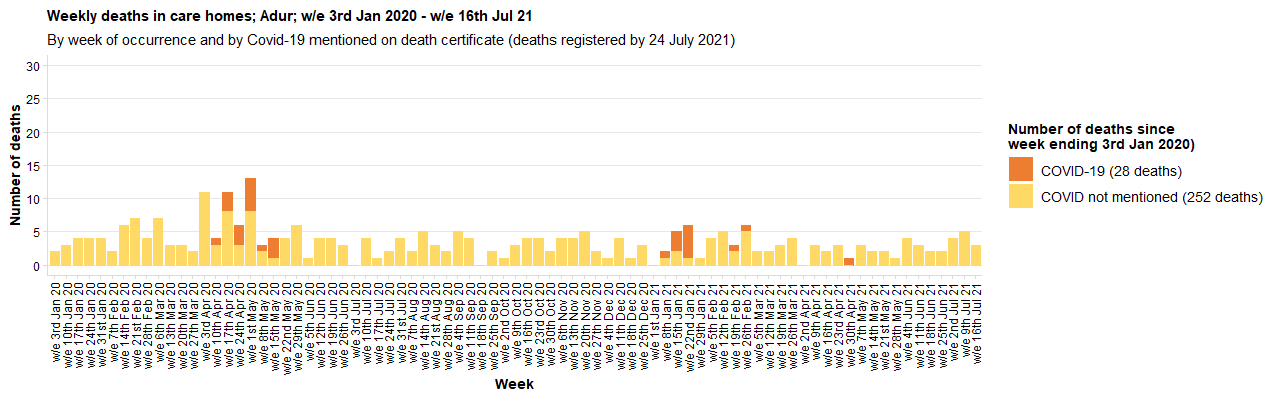 Weekly deaths in care homes; Adur; w/e 3rd Jan 2020 - w/e 16th Jul 21
By week of occurrence and by Covid-19 mentioned on death certificate (deaths registered by 24 July 2021)
Number of deaths
30
25
20
15
10
5
0
w/e 3rd Jan 20
w/e 10th Jan 20
w/e 17th Jan 20
w/e 24th Jan 20
w/e 31st Jan 20
w/e 7th Feb 20
w/e 14th Feb 20
w/e 21st Feb 20
w/e 28th Feb 20
w/e 6th Mar 20
w/e 13th Mar 20
w/e 20th Mar 20
w/e 27th Mar 20
w/e 3rd Apr 20
w/e 10th Apr 20
w/e 17th Apr 20
w/e 24th Apr 20
w/e 1st May 20
w/e 8th May 20
w/e 15th May 20
w/e 22nd May 20
w/e 29th May 20
w/e 5th Jun 20
w/e 12th Jun 20
w/e 19th Jun 20
w/e 26th Jun 20
w/e 3rd Jul 20
w/e 10th Jul 20
w/e 17th Jul 20
w/e 24th Jul 20
w/e 31st Jul 20
w/e 7th Aug 20
w/e 14th Aug 20
w/e 21st Aug 20
w/e 28th Aug 20
w/e 4th Sep 20
w/e 11th Sep 20
w/e 18th Sep 20
w/e 25th Sep 20
w/e 2nd Oct 20
w/e 9th Oct 20
w/e 16th Oct 20
w/e 23rd Oct 20
w/e 30th Oct 20
w/e 6th Nov 20
w/e 13th Nov 20
w/e 20th Nov 20
w/e 27th Nov 20
w/e 4th Dec 20
w/e 11th Dec 20
w/e 18th Dec 20
w/e 25th Dec 20
w/e 1st Jan 21
w/e 8th Jan 21
w/e 15th Jan 21
w/e 22nd Jan 21
w/e 29th Jan 21
w/e 5th Feb 21
w/e 12th Feb 21
w/e 19th Feb 21
w/e 26th Feb 21
w/e 5th Mar 21
w/e 12th Mar 21
w/e 19th Mar 21
w/e 26th Mar 21
w/e 2nd Apr 21
w/e 9th Apr 21
w/e 16th Apr 21
w/e 23rd Apr 21
w/e 30th Apr 21
w/e 7th May 21
w/e 14th May 21
w/e 21st May 21
w/e 28th May 21
w/e 4th Jun 21
w/e 11th Jun 21
w/e 18th Jun 21
w/e 25th Jun 21
w/e 2nd Jul 21
w/e 9th Jul 21
w/e 16th Jul 21
Week
Number of deaths since
week ending 3rd Jan 2020)
COVID-19 (28 deaths)
COVID not mentioned (252 deaths)